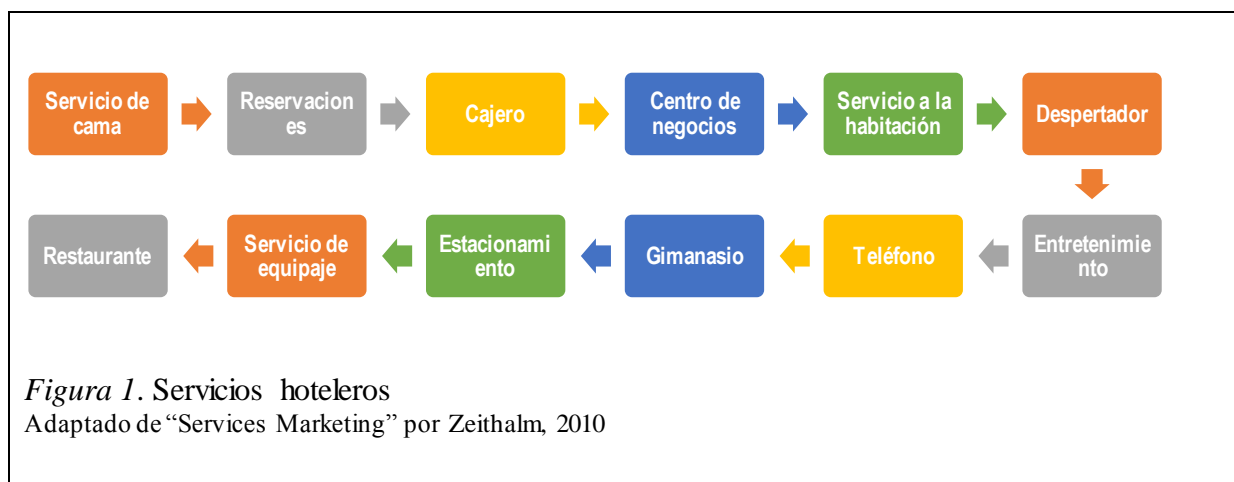 Servicio de
cama
Reservacion
es
Cajero
Centro de
negocios
Servicio a la
habitación
Despertador
Entretenimie
nto
Teléfono
Gimanasio
Estacionami
ento
Servicio de
equipaje
Restaurante
Figura 1. Servicios hoteleros
Adaptado de “Services Marketing” por Zeithalm, 2010